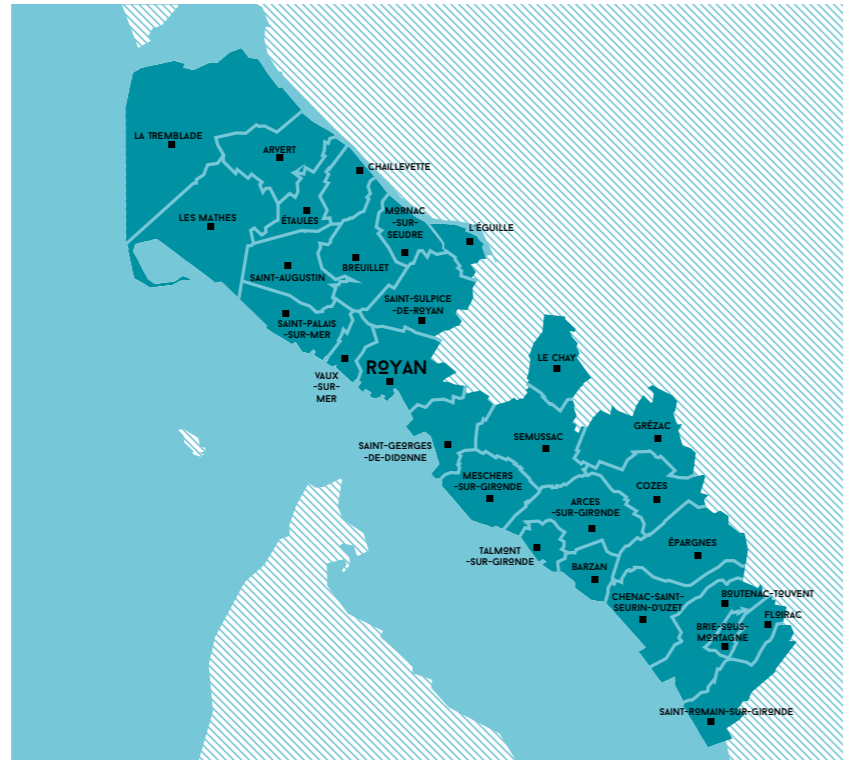 LA TREMBLADE
ARVERT
CHAILLEVETTE
LES MATHES
ÉTAULES
MORNAC
-SUR-
SEUDRE
L'ÉGUILLE
SAINT-AUGUSTIN
BREUILLET
SAINT-SULPICE
-DE-ROYAN
SAINT-PALAIS
-SUR-MER
VAUX
-SUR-
MER
ROYAN
LE CHAY
SAINT-GEORGES
-DE-DIDONNE
SEMUSSAC
GRÉZAC
MESCHERS
-SUR-GIRONDE
ARCES
-SUR-GIRONDE
COZES
TALMONT
-SUR-GIRONDE
BARZAN
ÉPARGNES
CHENAC-SAINT-
SEURIN-D'UZET
BOUTENAC-TOUVENT
FLOIRAC
BRIE-SOUS-
MORTAGNE
SAINT-ROMAIN-SUR-GIRONDE